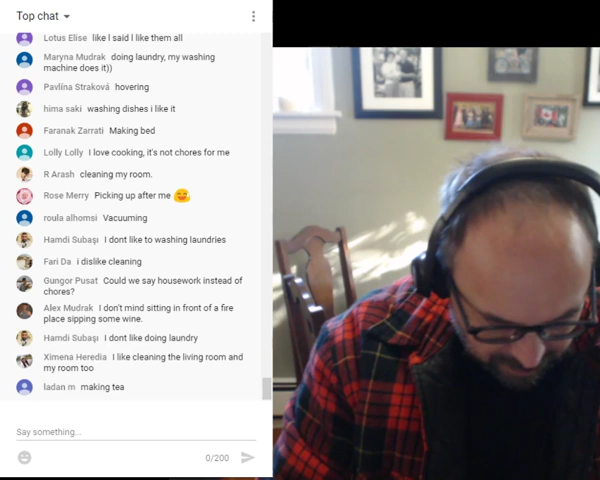 Top chat
Lotus Elise like I said I like them all
Maryna Mudrak doing laundry, my washing
machine does it))
Pavlína Straková hovering
hima saki washing dishes i like it
Faranak Zarrati Making bed
Lolly Lolly I love cooking, it's not chores for me
R Arash cleaning my room.
Rose Merry Picking up after me 😊
roula alhomsi Vacuuming
Hamdi Subaşı I dont like to washing laundries
Fari Da i dislike cleaning
Gungor Pusat Could we say housework instead of
chores?
Alex Mudrak I don't mind sitting in front of a fire
place sipping some wine.
Hamdi Subaşı I dont like doing laundry
Ximena Heredia I like cleaning the living room and
my room too
ladan m making tea
Say something...
0/200